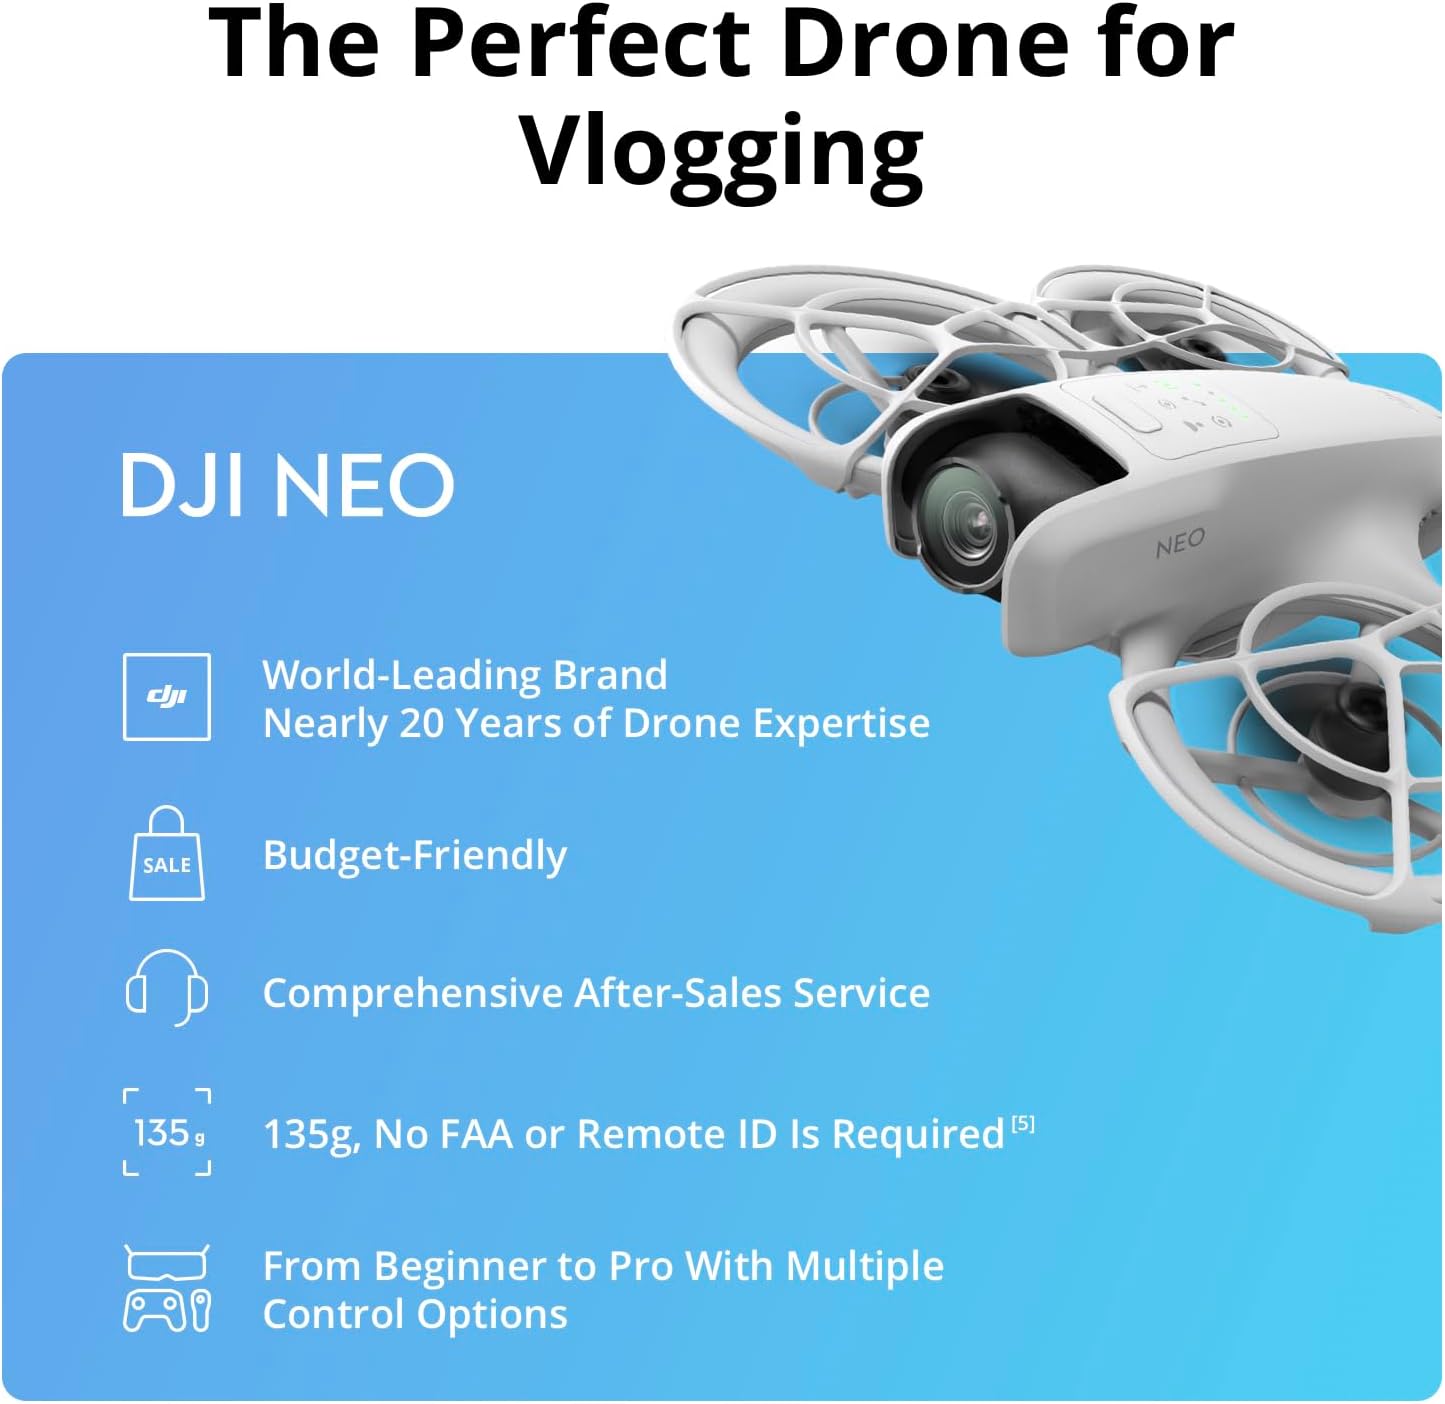 The Perfect Drone for
Vlogging
DJI NEO
NEO
dji
World-Leading Brand
Nearly 20 Years of Drone Expertise
SALE
Budget-Friendly
Comprehensive After-Sales Service
135g
135g, No FAA or Remote ID Is Required [5]
From Beginner to Pro With Multiple
Control Options